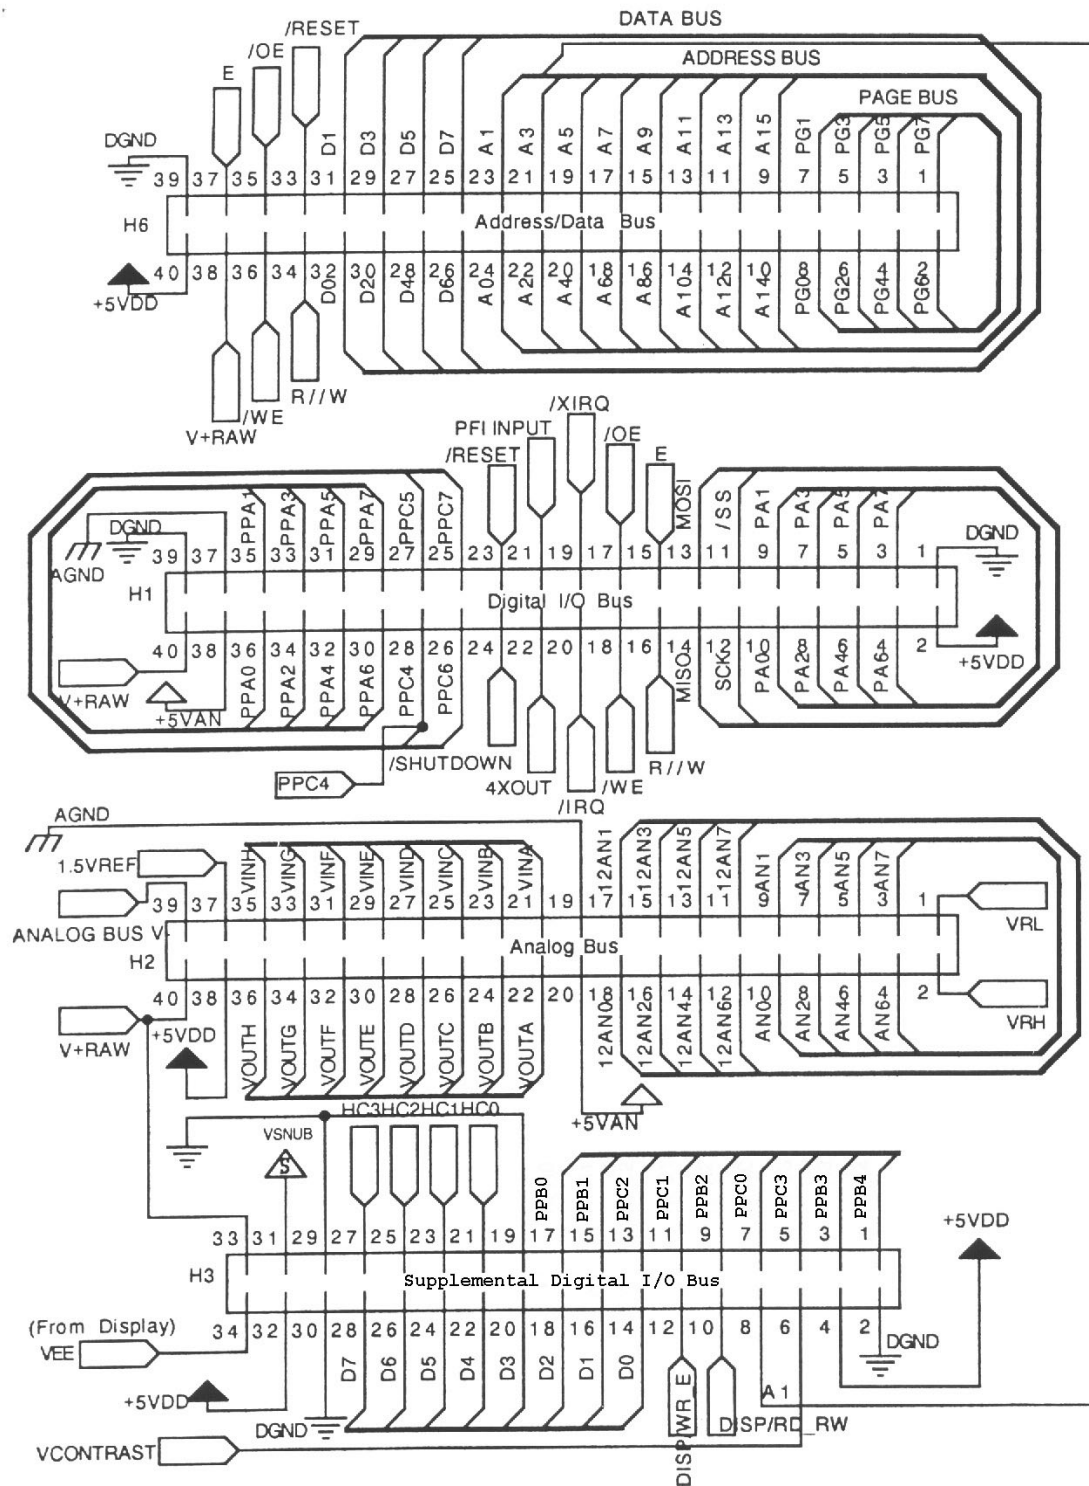 DATA BUS
/RESET
/OE
ADDRESS BUS
E
PAGE BUS
DGND
D1 D3 D5 D7 A1 A3 A5 A7 A9 A11 A13 A15 PG1 PG3 PG5 PG7
39 37 35 33 31 29 27 25 23 21 19 17 15 13 11 9 7 5 3 1
H6
Address/Data Bus
40 38 36 34 32 30 28 26 24 22 20 18 16 14 12 10 8 6 4 2
D0 D2 D4 D6 A0 A2 A4 A6 A8 A10 A12 A14 PG0 PG2 PG4 PG6
+5VDD
R//W
/WE
V+RAW
/XIRQ
PFI INPUT
/OE
/RESET
E
PPA1 PPA3 PPA5 PPA7 PPC5 PPC7 MOSI /SS PA1 PA3 PA5 PA7
DGND
DGND
39 37 35 33 31 29 27 25 23 21 19 17 15 13 11 9 7 5 3 1
AGND
H1
Digital I/O Bus
40 38 36 34 32 30 28 26 24 22 20 18 16 14 12 10 8 6 4 2
PPA0 PPA2 PPA4 PPA6 PPC4 PPC6 MISO SCK PA0 PA2 PA4 PA6
+5VDD
V+RAW
+5VAN
/SHUTDOWN
R//W
PPC4
4XOUT
/WE
/IRQ
AGND
1.5VREF
VINH VING VINF VINE VIND VINC VINB VINA 12AN1 12AN3 12AN5 12AN7 AN1 AN3 AN5 AN7
39 37 35 33 31 29 27 25 23 21 19 17 15 13 11 9 7 5 3 1
VRL
ANALOG BUS V-
H2
Analog Bus
40 38 36 34 32 30 28 26 24 22 20 18 16 14 12 10 8 6 4 2
VRH
V+RAW
+5VDD
VOUTH VOUTG VOUTF VOUTE VOUTD VOUTC VOUTB VOUTA 12AN0 12AN2 12AN4 12AN6 AN0 AN2 AN4 AN6
HC3 HC2 HC1 HC0
+5VAN
VSNUB
S
PPB0 PPB1 PPC2 PPC1 PPB2 PPC0 PPC3 PPB3 PPB4
+5VDD
33 31 29 27 25 23 21 19 17 15 13 11 9 7 5 3 1
H3
Supplemental Digital I/O Bus
34 32 30 28 26 24 22 20 18 16 14 12 10 8 6 4 2
(From Display)
VEE
DGND
D7 D6 D5 D4 D3 D2 D1 D0
+5VDD
A1
DGND
DISP/WR_E
DISP/RD_RW
VCONTRAST